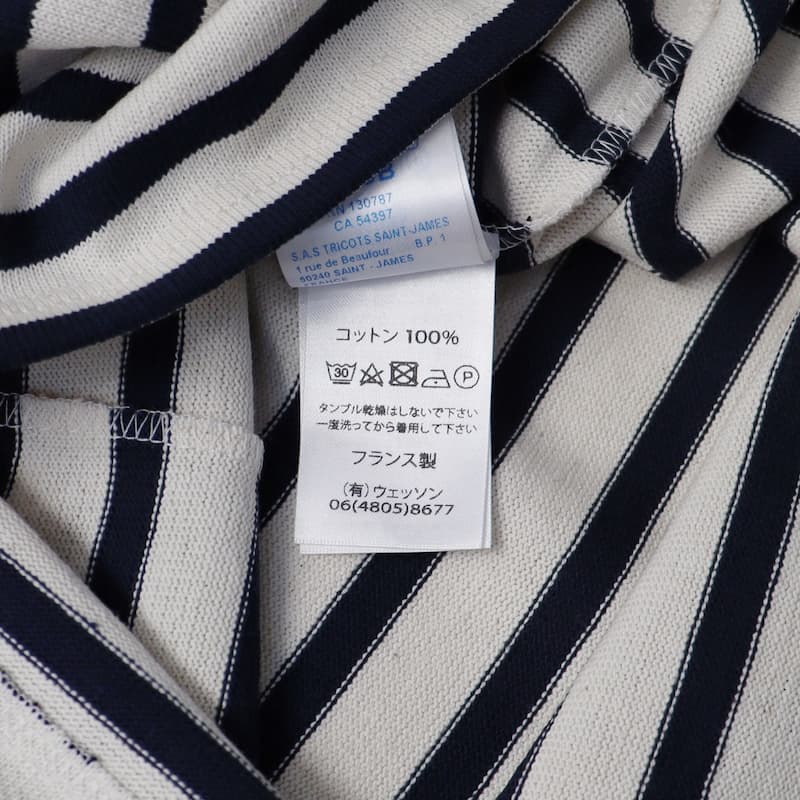 130787
CA 54397
S.A.S TRICOTS SAINT-JAMES
1 rue de Beaufour B.P. 1
50240 SAINT - JAMES
FRANCE
コットン 100%
30 P
タンブル乾燥はしないで下さい
一度洗ってから着用して下さい
フランス製
(有)ウェッソン
06(4805)8677